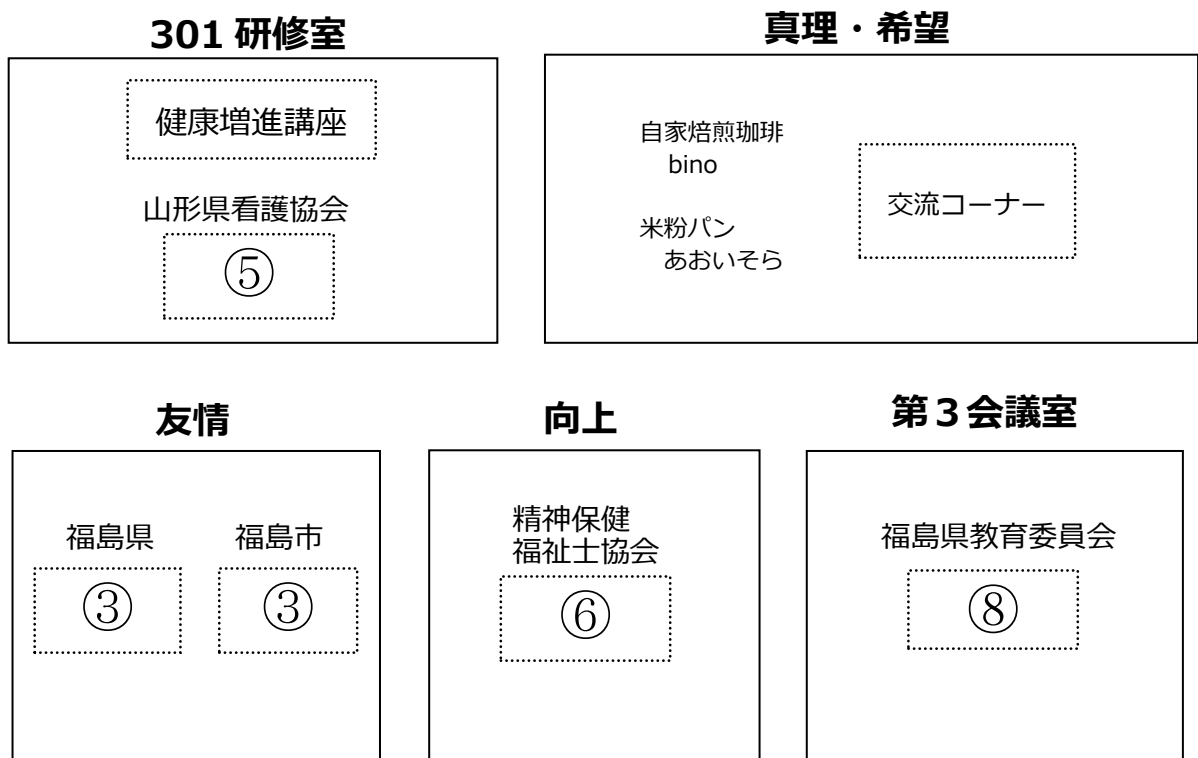 301 研修室
健康増進講座
山形県看護協会
⑤
真理・希望
自家焙煎珈琲
bino
米粉パン
あおいそら
交流コーナー
友情
福島県
③
福島市
③
向上
精神保健
福祉士協会
⑥
第３会議室
福島県教育委員会
⑧